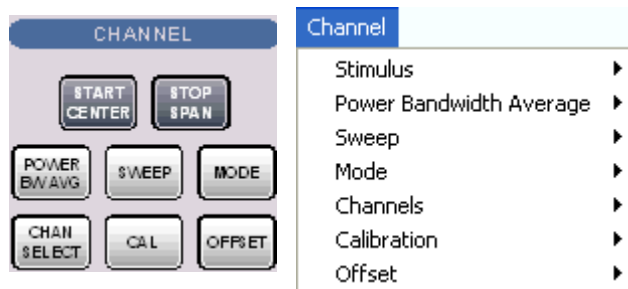 CHANNEL
START
CENTER
STOP
SPAN
POWER
BW AVG
SWEEP
MODE
CHAN
SELECT
CAL
OFFSET
Channel
Stimulus
Power Bandwidth Average
Sweep
Mode
Channels
Calibration
Offset